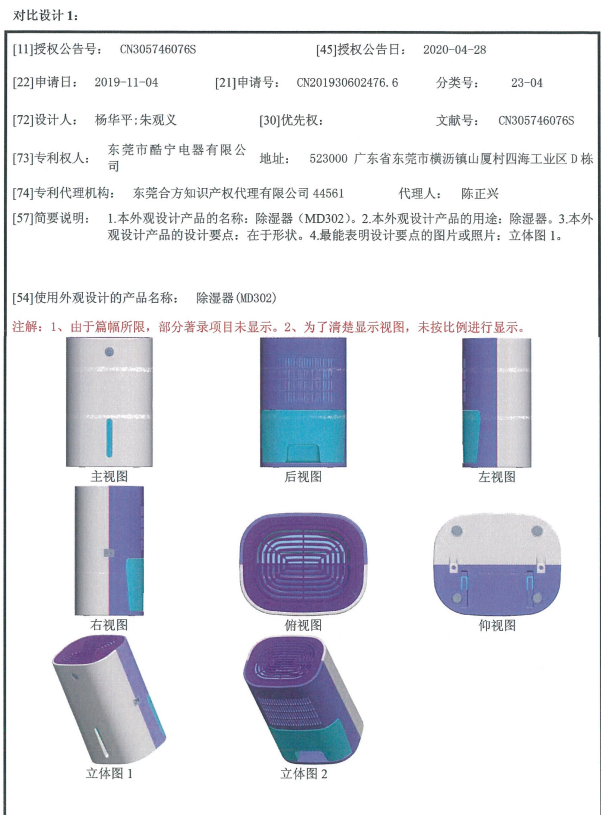 对比设计 1：
[11]授权公告号： CN305746076S [45]授权公告日： 2020-04-28
[22]申请日： 2019-11-04 [21]申请号： CN201930602476.6 分类号： 23-04
[72]设计人： 杨华平;朱观义 [30]优先权： 文献号： CN305746076S
[73]专利权人： 东莞市酷宁电器有限公
司 地址： 523000 广东省东莞市横沥镇山厦村四海工业区 D 栋
[74]专利代理机构： 东莞合方知识产权代理有限公司 44561 代理人： 陈正兴
[57]简要说明： 1.本外观设计产品的名称：除湿器（MD302）。2.本外观设计产品的用途：除湿器。3.本外
观设计产品的设计要点：在于形状。4.最能表明设计要点的图片或照片：立体图 1。
[54]使用外观设计的产品名称： 除湿器(MD302)
注解：1、由于篇幅所限，部分著录项目未显示。2、为了清楚显示视图，未按比例进行显示。
主视图 后视图 左视图
右视图 俯视图 仰视图
立体图 1 立体图 2